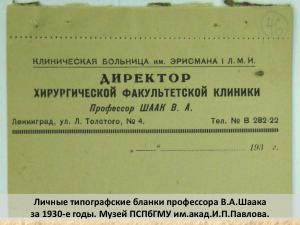 КЛИНИЧЕСКАЯ БОЛЬНИЦА им. ЭРИСМАНА I Л.М.И.
ДИРЕКТОР
ХИРУРГИЧЕСКОЙ ФАКУЛЬТЕТСКОЙ КЛИНИКИ
Профессор ШААК В. А.
Ленинград, ул. Л. Толстого, № 4. Тел. № В 282-22
„ “ 193 г.
Личные типографские бланки профессора В.А.Шаака
за 1930-е годы. Музей ПСПбГМУ им.акад.И.П.Павлова.